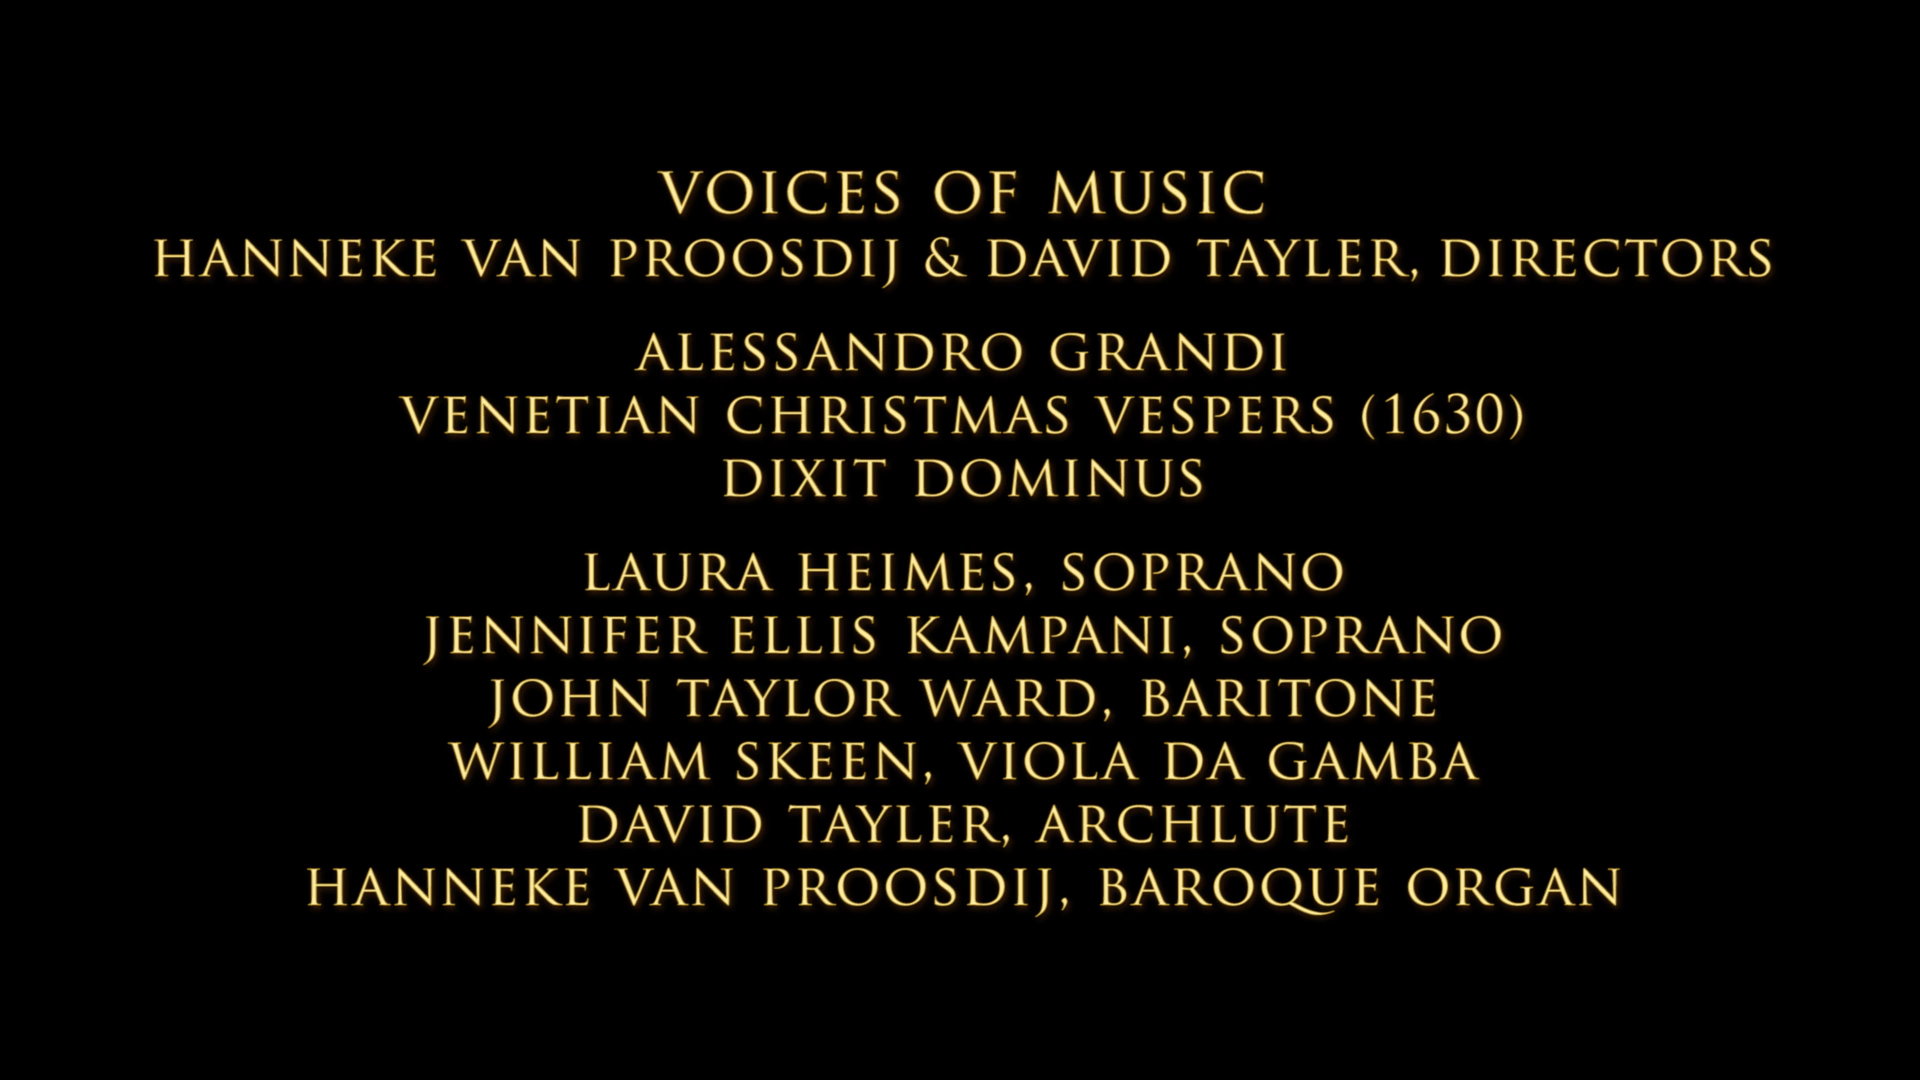 VOICES OF MUSIC
HANNEKE VAN PROOSDIJ & DAVID TAYLER, DIRECTORS
ALESSANDRO GRANDI
VENETIAN CHRISTMAS VESPERS (1630)
DIXIT DOMINUS
LAURA HEIMES, SOPRANO
JENNIFER ELLIS KAMPANI, SOPRANO
JOHN TAYLOR WARD, BARITONE
WILLIAM SKEEN, VIOLA DA GAMBA
DAVID TAYLER, ARCHLUTE
HANNEKE VAN PROOSDIJ, BAROQUE ORGAN